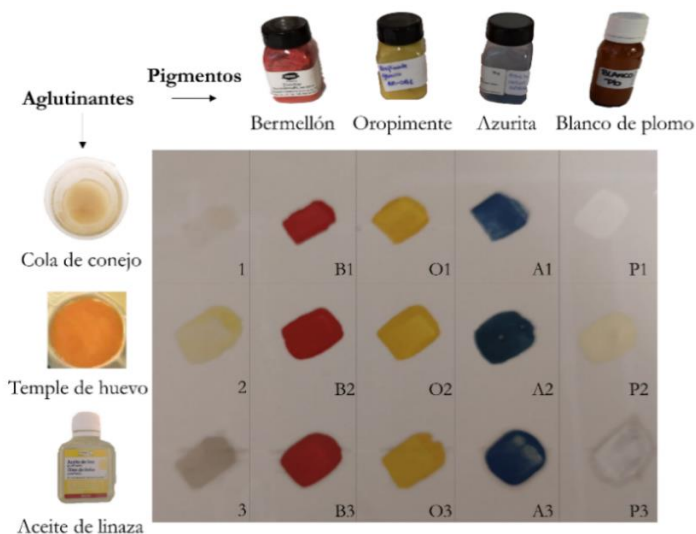 Pigmentos
Aglutinantes
Bermellón
Oropimente
Azurita
Blanco de plomo
BLANCO
Cola de conejo
1
B1
O1
A1
P1
Temple de huevo
2
B2
O2
A2
P2
Aceite de linaza
3
B3
O3
A3
P3